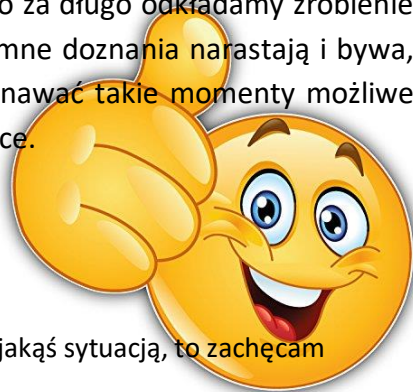 o za długo odkładamy zrobienie
mne doznania narastają i bywa,
nawać takie momenty możliwe
ce.
jakąś sytuacją, to zachęcam